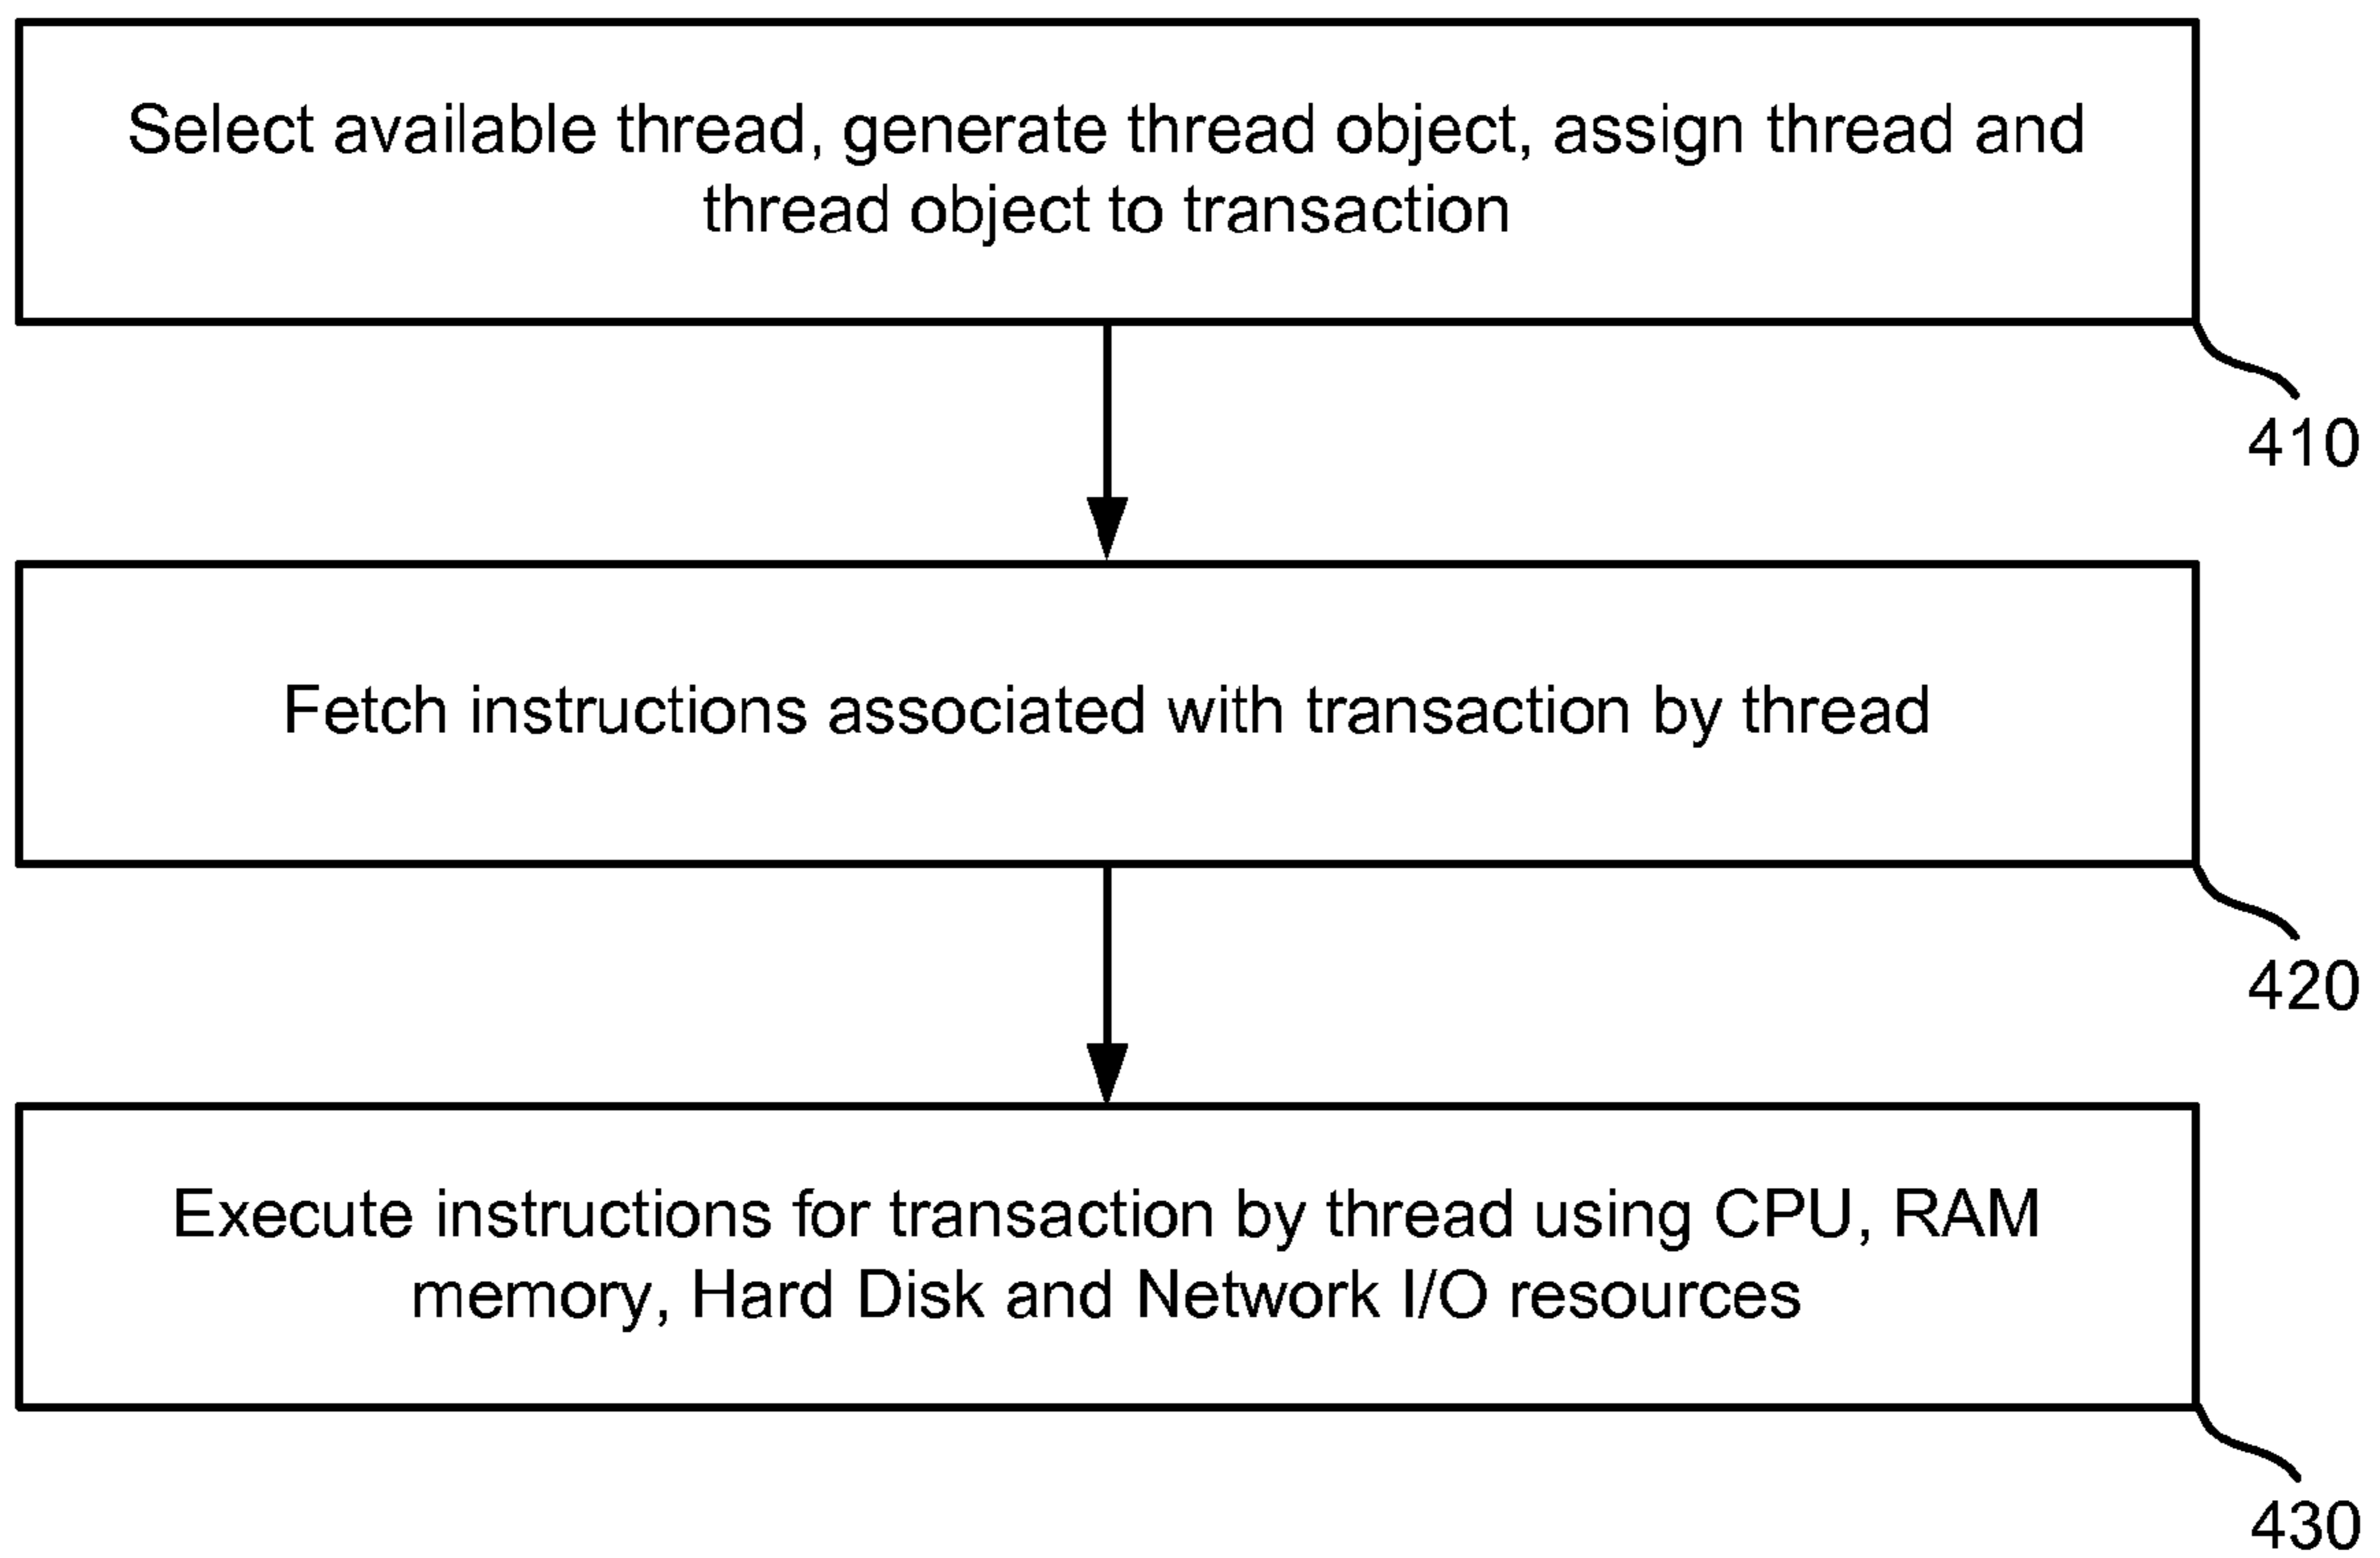 Select available thread, generate thread object, assign thread and
thread object to transaction
410
Fetch instructions associated with transaction by thread
420
Execute instructions for transaction by thread using CPU, RAM
memory, Hard Disk and Network I/O resources
430